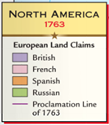 NORTH AMERICA
1763
European Land Claims
British
French
Spanish
Russian
Proclamation Line
of 1763